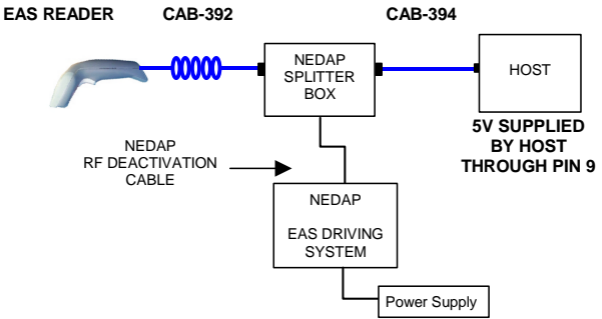 EAS READER
CAB-392
CAB-394
NEDAP
SPLITTER
BOX
HOST
5V SUPPLIED
BY HOST
THROUGH PIN 9
NEDAP
RF DEACTIVATION
CABLE
NEDAP
EAS DRIVING
SYSTEM
Power Supply